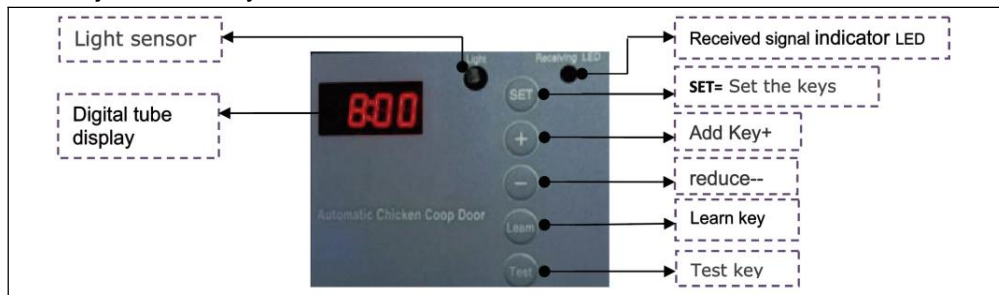 Light sensor
Digital tube
display
Light
Receiving LED
8:00
SET
+
-
Automatic Chicken Coop Door
Learn
Test
Received signal indicator LED
SET= Set the keys
Add Key+
reduce--
Learn key
Test key